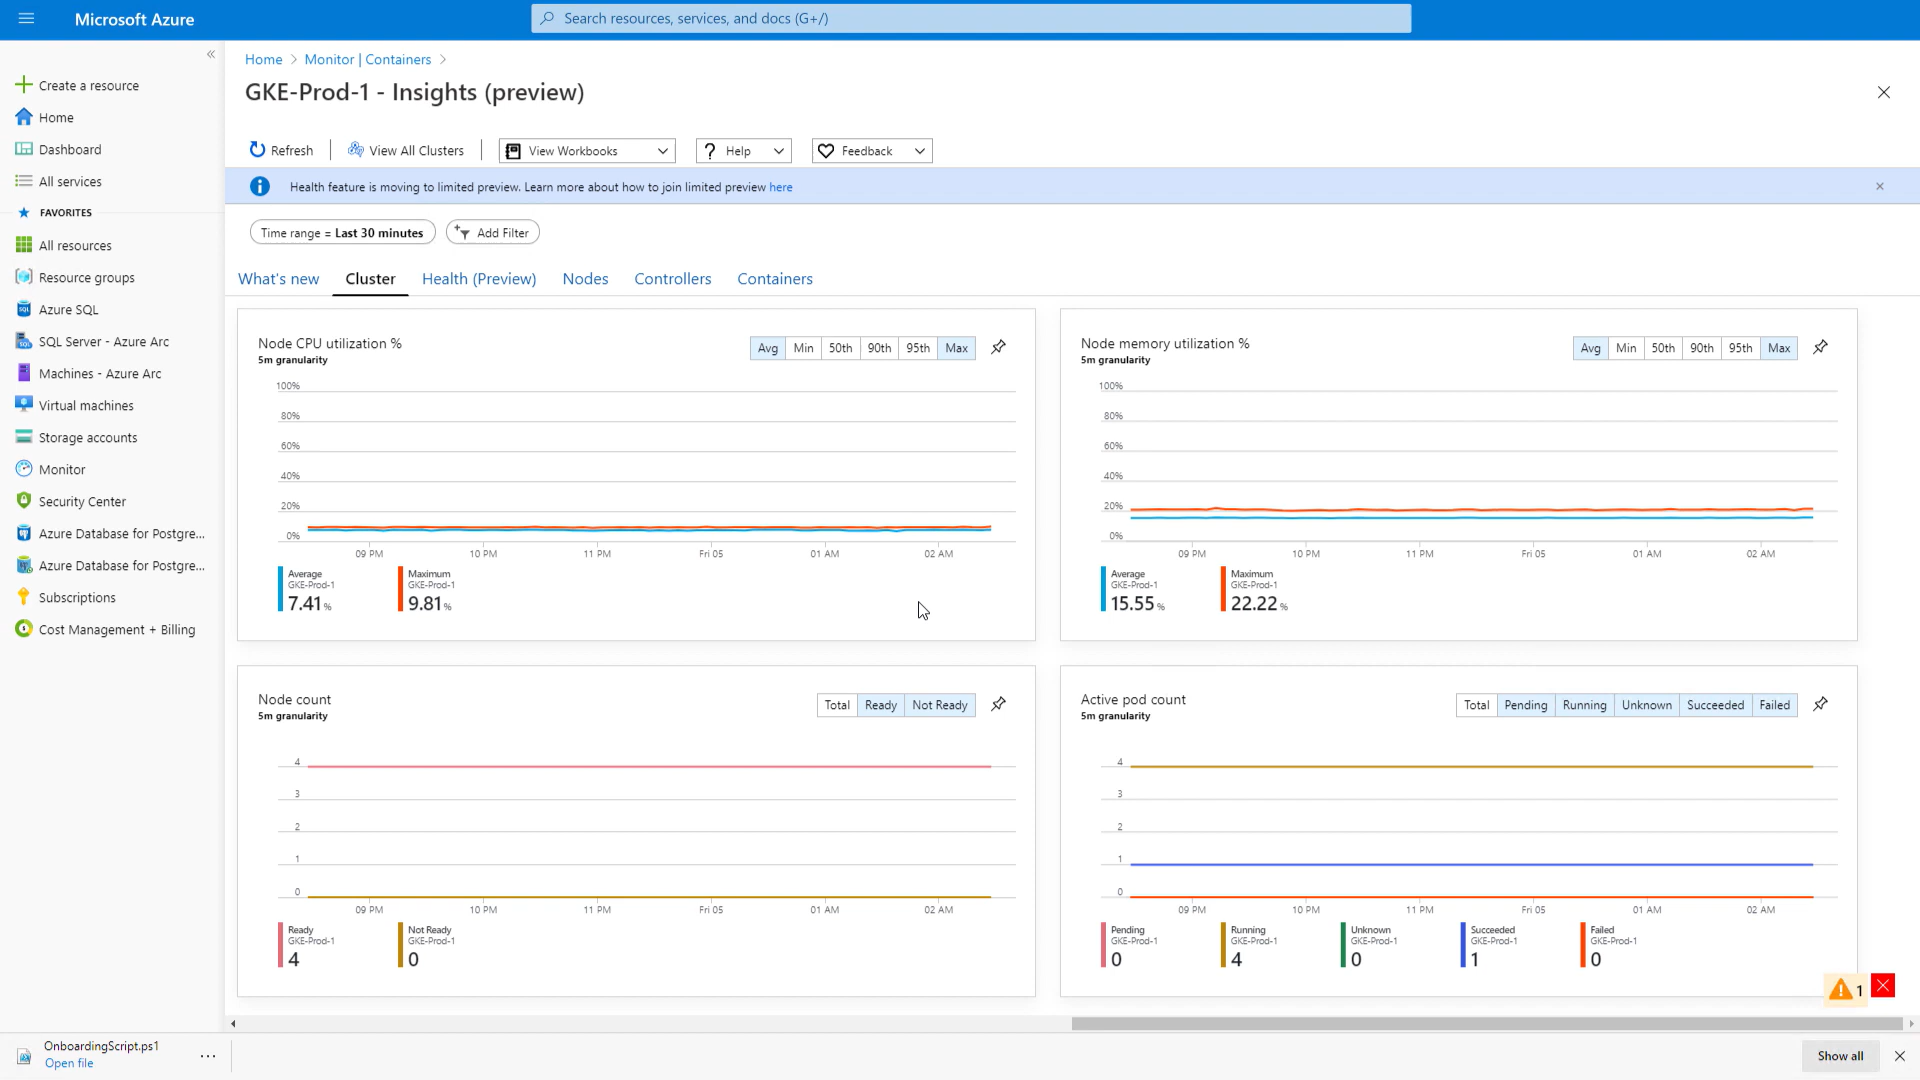 Microsoft Azure
Search resources, services, and docs (G+/)
Create a resource
Home
Dashboard
All services
FAVORITES
All resources
Resource groups
Azure SQL
SQL Server - Azure Arc
Machines - Azure Arc
Virtual machines
Storage accounts
Monitor
Security Center
Azure Database for Postgre...
Azure Database for Postgre...
Subscriptions
Cost Management + Billing
Home > Monitor | Containers >
GKE-Prod-1 - Insights (preview)
Refresh View All Clusters View Workbooks Help Feedback
Health feature is moving to limited preview. Learn more about how to join limited preview here
Time range = Last 30 minutes Add Filter
What's new Cluster Health (Preview) Nodes Controllers Containers
Node CPU utilization %
5m granularity
Avg Min 50th 90th 95th Max
100%
80%
60%
40%
20%
0%
09 PM 10 PM 11 PM Fri 05 01 AM 02 AM
Average Maximum
GKE-Prod-1 GKE-Prod-1
7.41 % 9.81 %
Node memory utilization %
5m granularity
Avg Min 50th 90th 95th Max
100%
80%
60%
40%
20%
0%
09 PM 10 PM 11 PM Fri 05 01 AM 02 AM
Average Maximum
GKE-Prod-1 GKE-Prod-1
15.55 % 22.22 %
Node count
5m granularity
Total Ready Not Ready
4
3
2
1
0
09 PM 10 PM 11 PM Fri 05 01 AM 02 AM
Ready Not Ready
GKE-Prod-1 GKE-Prod-1
4 0
Active pod count
5m granularity
Total Pending Running Unknown Succeeded Failed
4
3
2
1
0
09 PM 10 PM 11 PM Fri 05 01 AM 02 AM
Pending Running Unknown Succeeded Failed
GKE-Prod-1 GKE-Prod-1 GKE-Prod-1 GKE-Prod-1 GKE-Prod-1
0 4 0 1 0
1
OnboardingScript.ps1
Open file
Show all